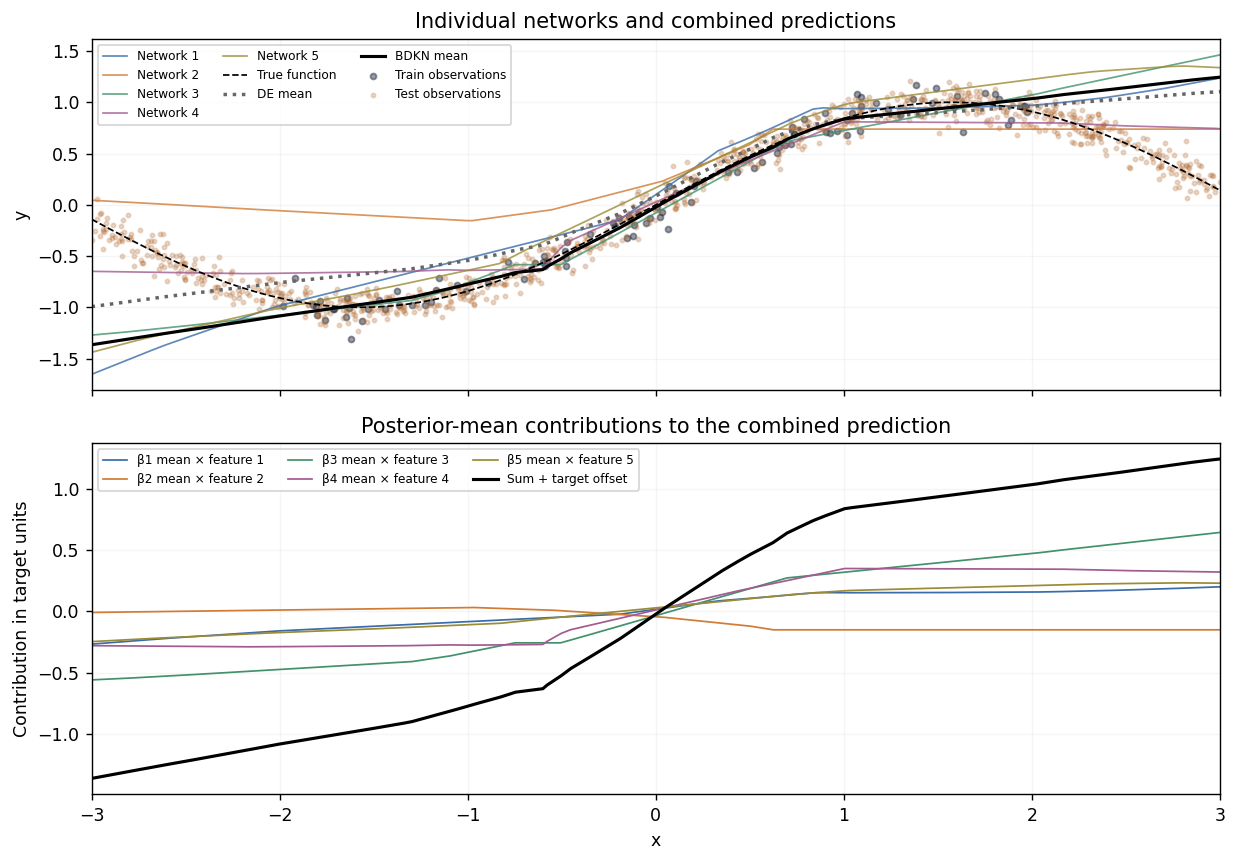 Individual networks and combined predictions
Network 1
Network 2
Network 3
Network 4
Network 5
True function
DE mean
BDKN mean
Train observations
Test observations
1.5
1.0
0.5
0.0
−0.5
−1.0
−1.5
y
Posterior-mean contributions to the combined prediction
β1 mean × feature 1
β2 mean × feature 2
β3 mean × feature 3
β4 mean × feature 4
β5 mean × feature 5
Sum + target offset
1.0
0.5
0.0
−0.5
−1.0
Contribution in target units
−3 −2 −1 0 1 2 3
x